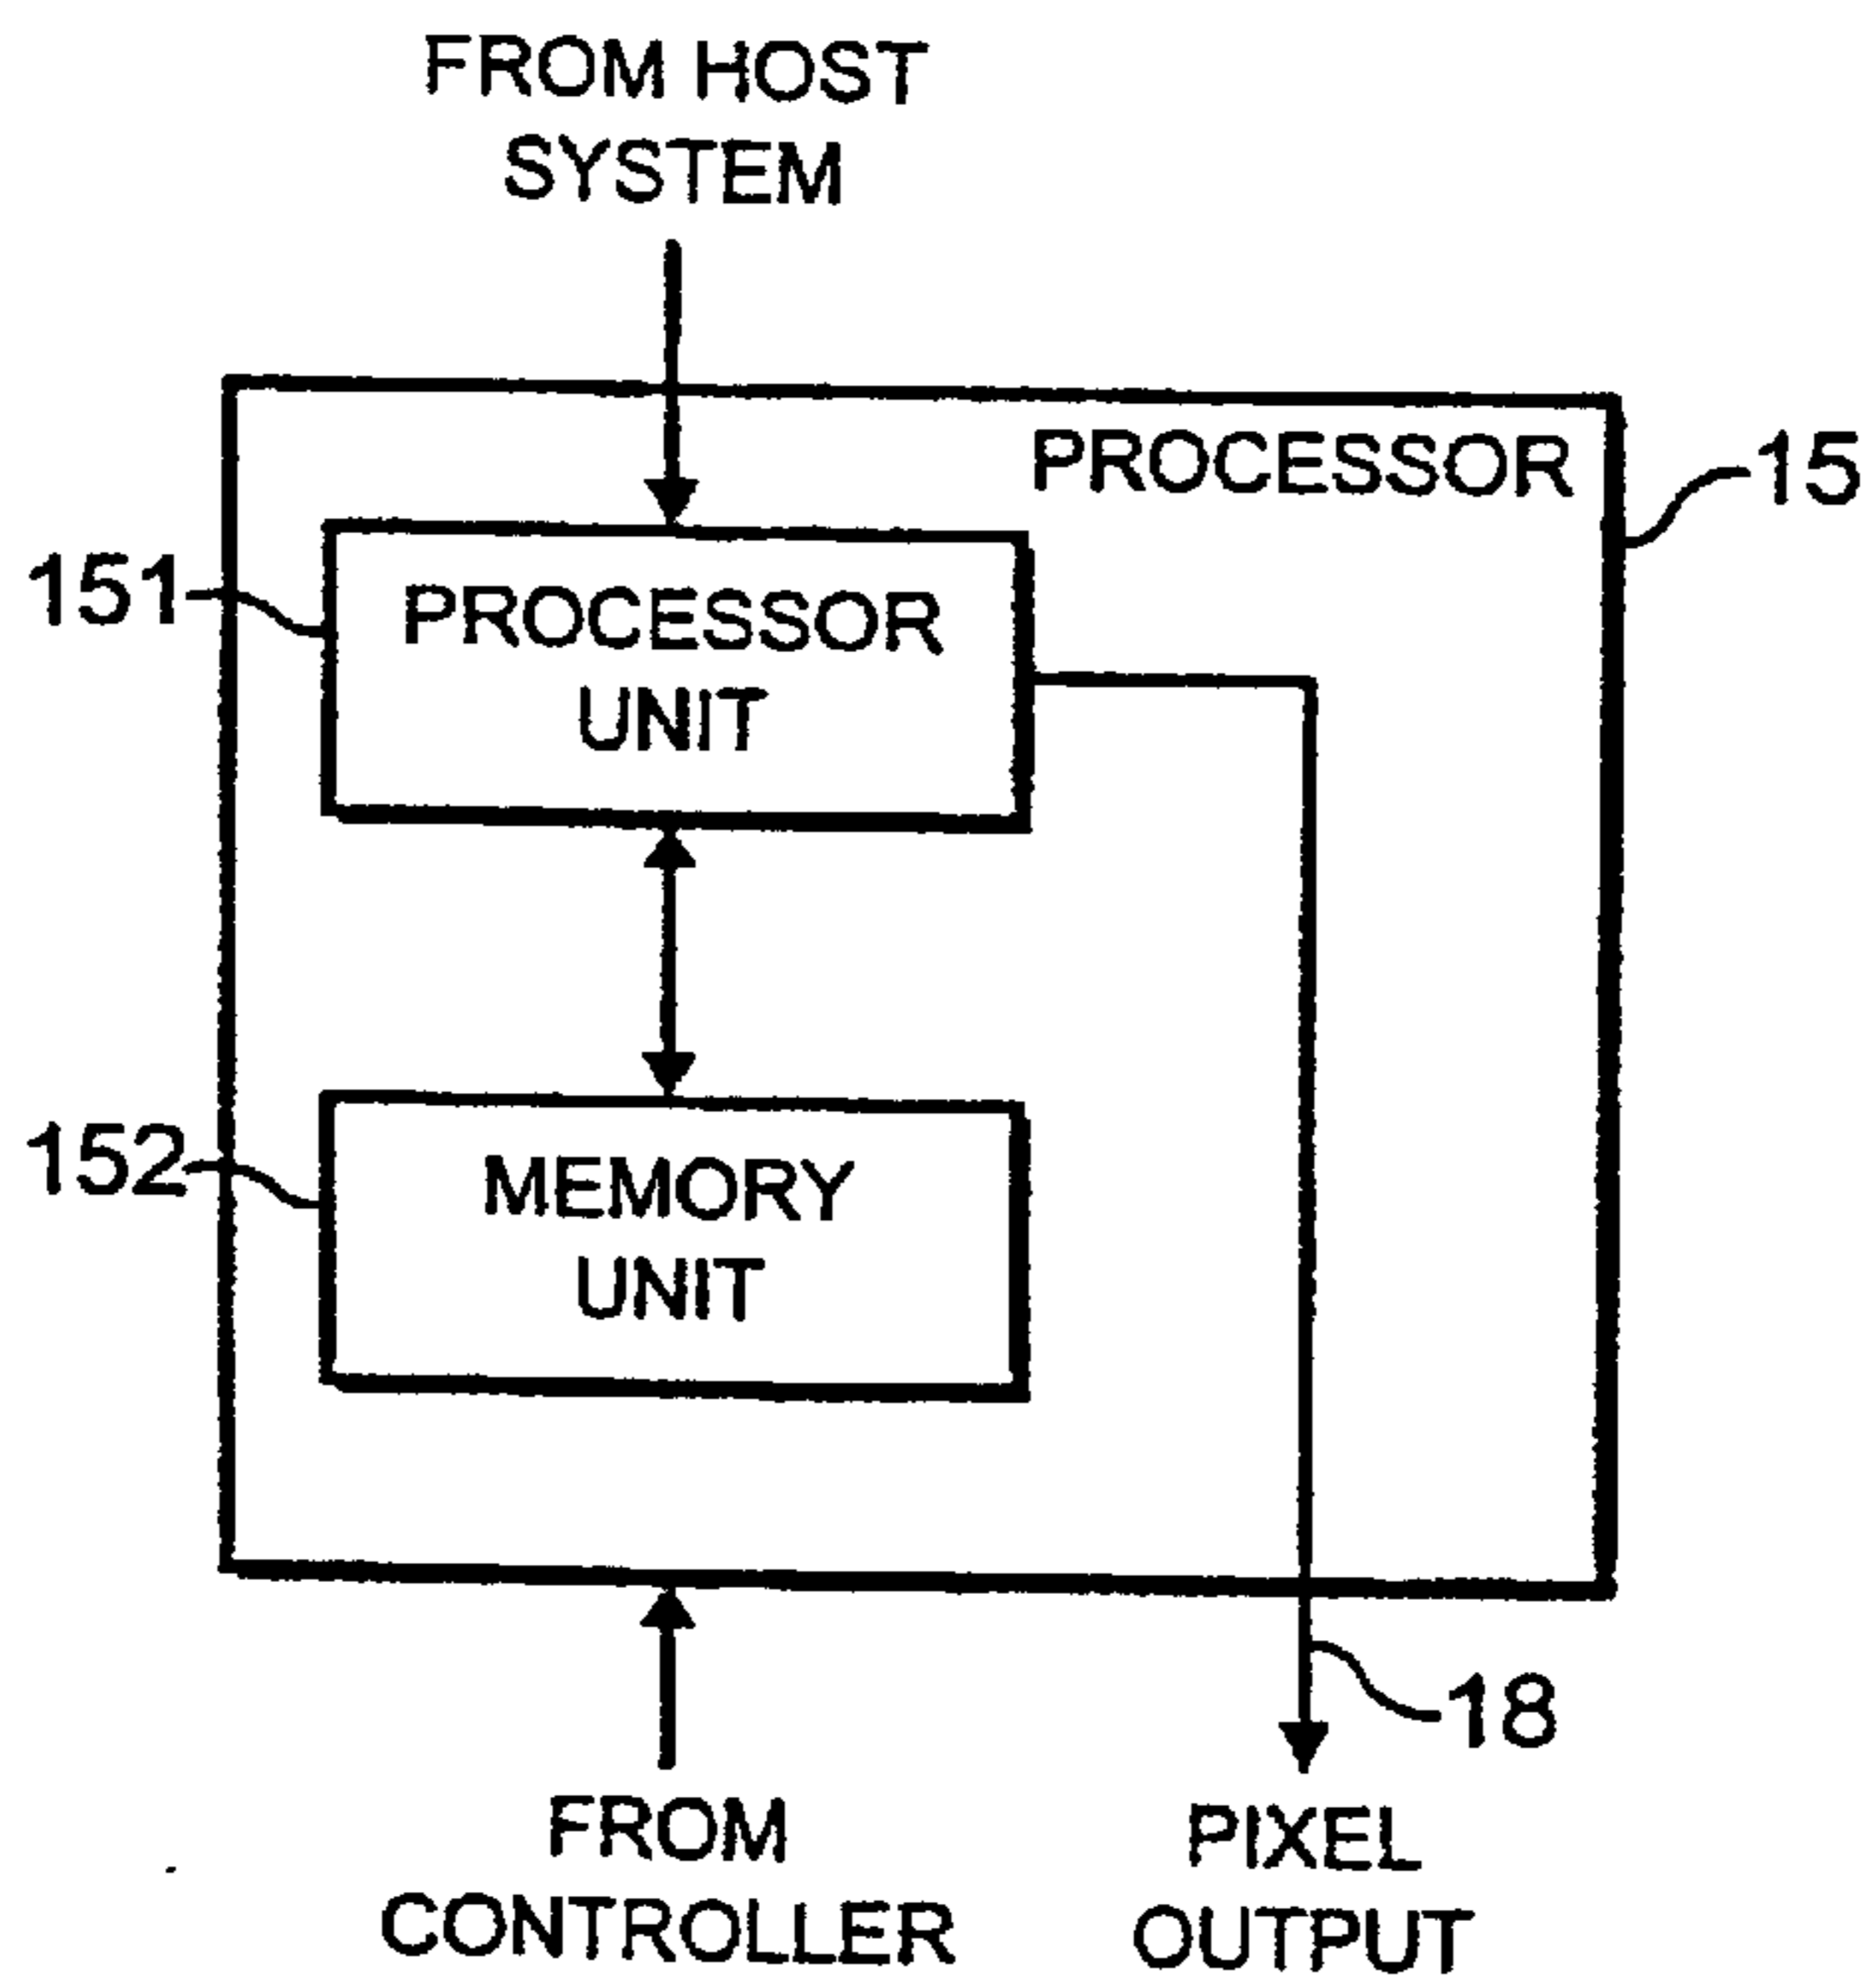 FROM HOST
SYSTEM
PROCESSOR
15
151
PROCESSOR
UNIT
152
MEMORY
UNIT
18
FROM
CONTROLLER
PIXEL
OUTPUT